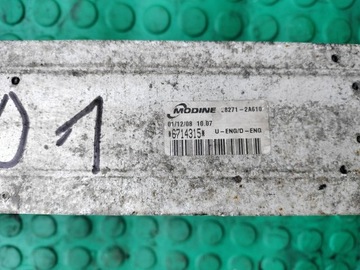 01
MODINE 28271-2A610
01/12/08 16:07
*6714315*
U-ENG/D-ENG